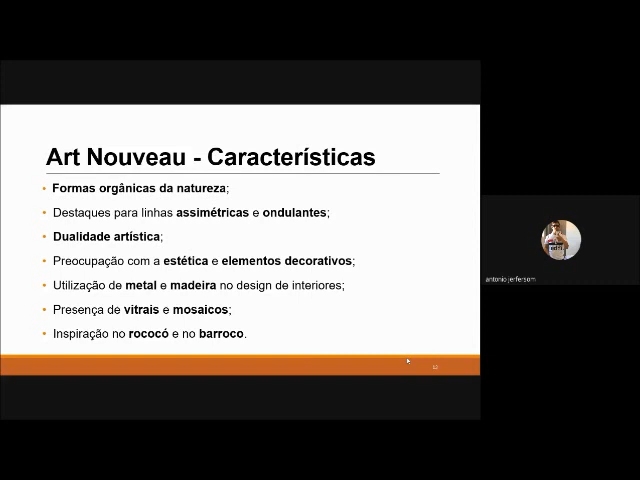 Art Nouveau - Características
• Formas orgânicas da natureza;
• Destaques para linhas assimétricas e ondulantes;
• Dualidade artística;
• Preocupação com a estética e elementos decorativos;
• Utilização de metal e madeira no design de interiores;
• Presença de vitrais e mosaicos;
• Inspiração no rococó e no barroco.
antonio jerfersom